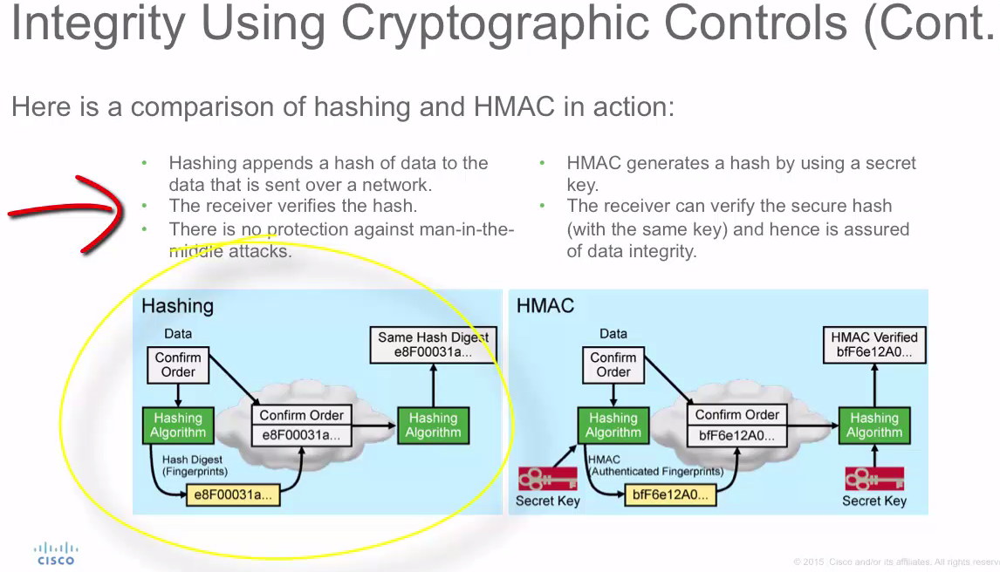 Integrity Using Cryptographic Controls (Cont.
Here is a comparison of hashing and HMAC in action:
• Hashing appends a hash of data to the
data that is sent over a network.
• The receiver verifies the hash.
• There is no protection against man-in-the-
middle attacks.
• HMAC generates a hash by using a secret
key.
• The receiver can verify the secure hash
(with the same key) and hence is assured
of data integrity.
Hashing
Data
Confirm
Order
Same Hash Digest
e8F00031a...
Hashing
Algorithm
Confirm Order
e8F00031a...
Hashing
Algorithm
Hash Digest
(Fingerprints)
e8F00031a...
HMAC
Data
Confirm
Order
HMAC Verified
bfF6e12A0...
Hashing
Algorithm
Confirm Order
bfF6e12A0...
Hashing
Algorithm
HMAC
(Authenticated Fingerprints)
Secret Key
bfF6e12A0...
Secret Key
CISCO
© 2015 Cisco and/or its affiliates. All rights reserv